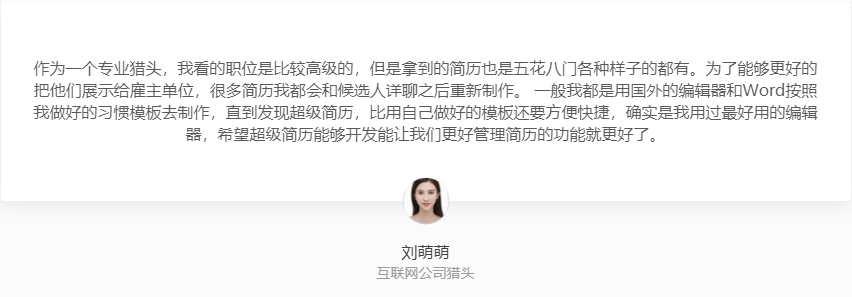 作为一个专业猎头，我看的职位是比较高级的，但是拿到的简历也是五花八门各种样子的都有。为了能够更好的
把他们展示给雇主单位，很多简历我都会和候选人详聊之后重新制作。 一般我都是用国外的编辑器和Word按照
我做好的习惯模板去制作，直到发现超级简历，比用自己做好的模板还要方便快捷，确实是我用过最好用的编辑
器，希望超级简历能够开发能让我们更好管理简历的功能就更好了。
刘萌萌
互联网公司猎头